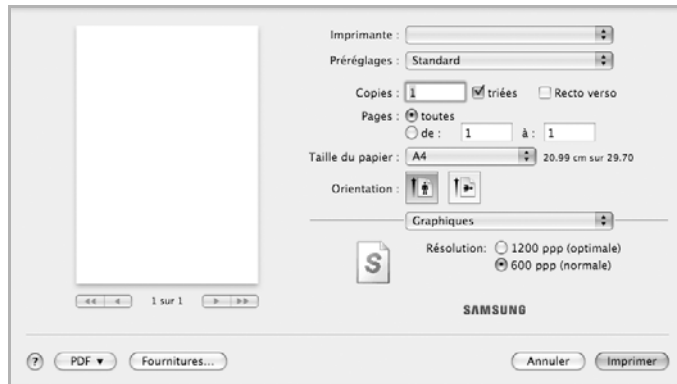 Imprimante :
Préréglages : Standard
Copies : 1 triées Recto verso
Pages : toutes
de : 1 à : 1
Taille du papier : A4 20.99 cm sur 29.70
Orientation :
Graphiques
Résolution: 1200 ppp (optimale)
600 ppp (normale)
S
1 sur 1
SAMSUNG
? PDF Fournitures... Annuler Imprimer